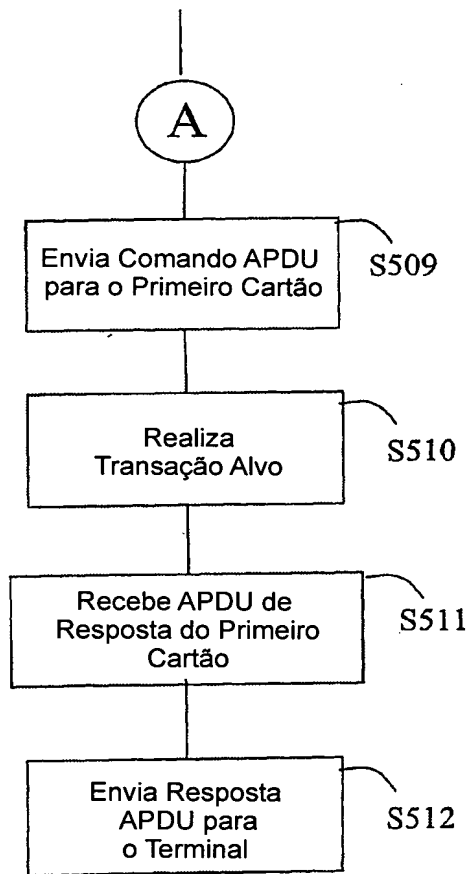 A
Envia Comando APDU
para o Primeiro Cartão
S509
Realiza
Transação Alvo
S510
Recebe APDU de
Resposta do Primeiro
Cartão
S511
Envia Resposta
APDU para
o Terminal
S512